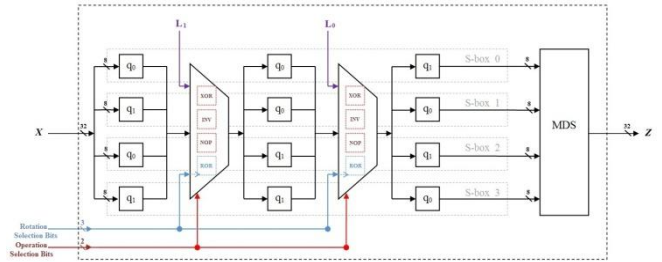 L₁
L₀
8
q₀
q₀
q₁
S-box 0
8
XOR
XOR
8
q₁
q₀
q₀
S-box 1
8
INV
INV
X
32
MDS
32
Z
NOP
NOP
8
q₀
q₁
q₁
S-box 2
8
ROR
ROR
8
q₁
q₁
q₀
S-box 3
8
Rotation
Selection Bits
3
Operation
Selection Bits
2